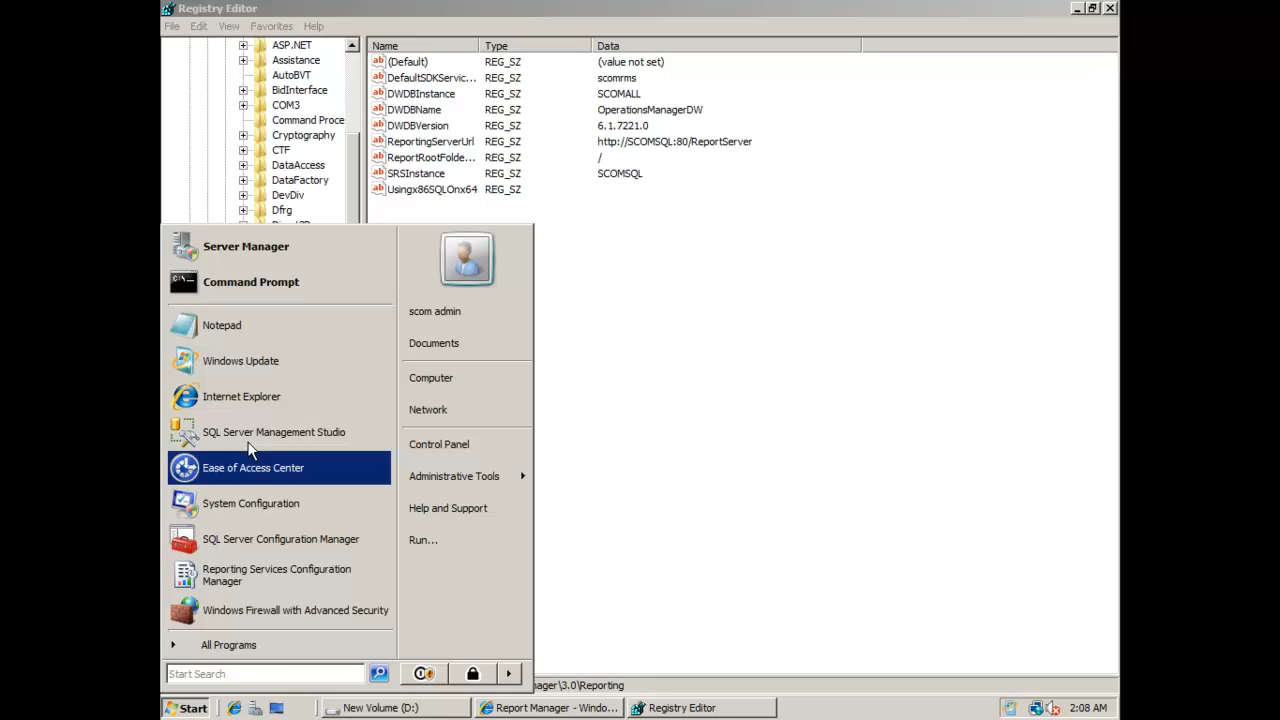 Registry Editor
File Edit View Favorites Help
ASP.NET
Assistance
AutoBVT
BidInterface
COM3
Command Proce
Cryptography
CTF
DataAccess
DataFactory
DevDiv
Dfrg
Name Type Data
(Default) REG_SZ (value not set)
DefaultSDKServic... REG_SZ scomrms
DWDBInstance REG_SZ SCOMALL
DWDBName REG_SZ OperationsManagerDW
DWDBVersion REG_SZ 6.1.7221.0
ReportingServerUrl REG_SZ http://SCOMSQL:80/ReportServer
ReportRootFolde... REG_SZ /
SRSInstance REG_SZ SCOMSQL
Usingx86SQLOnx64 REG_SZ
Server Manager
Command Prompt
Notepad
Windows Update
Internet Explorer
SQL Server Management Studio
Ease of Access Center
System Configuration
SQL Server Configuration Manager
Reporting Services Configuration
Manager
Windows Firewall with Advanced Security
All Programs
Start Search
scom admin
Documents
Computer
Network
Control Panel
Administrative Tools
Help and Support
Run...
nager\3.0\Reporting
Start New Volume (D:) Report Manager - Windo... Registry Editor 2:08 AM